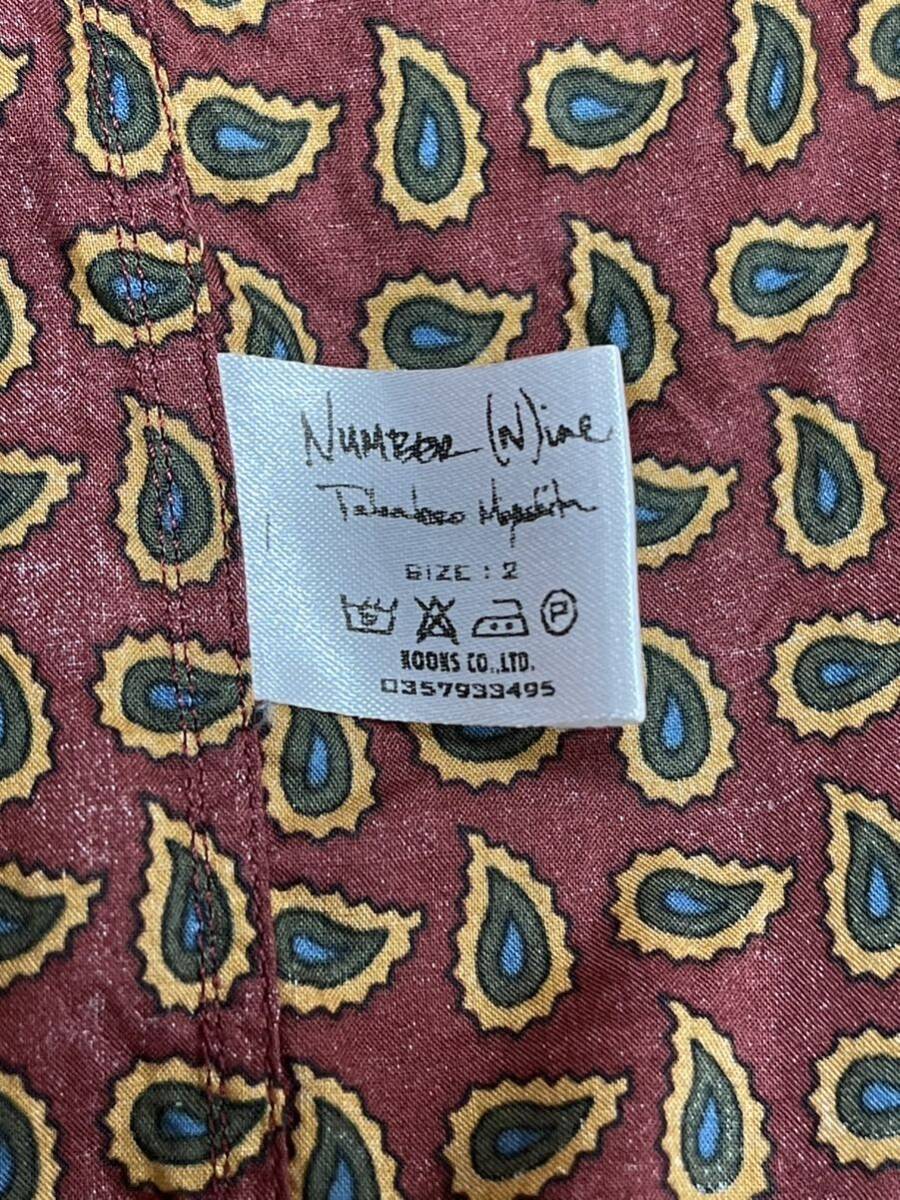 NUMBER (N)ine
Takahiro Miyashita
SIZE : 2
P
KOOKS CO.,LTD.
0357933495